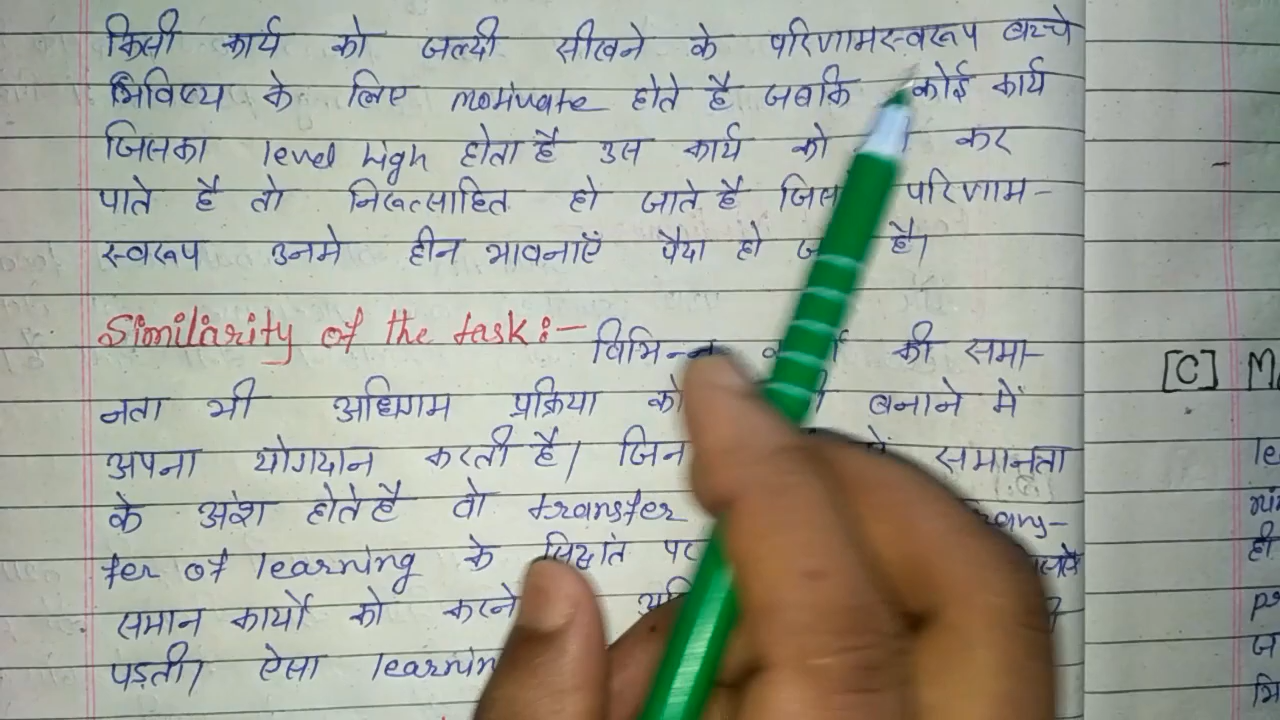 किसी कार्य को जल्दी सीखने के परिणामस्वरूप बच्चे
भिविष्य के लिए motivate होते है जबकि कोई कार्य
जिसका level high होता है उस कार्य को कर
पाते है तो निरूत्साहित हो जाते है जिस परिणाम-
स्वरूप उनमे हीन भावनाएँ पैदा हो है।
Similarity of the task:- विभिन्न की समा-
नता भी अधिगम प्रक्रिया को बनाने में
अपना योगदान करती है। जिन समानता
के अंश होते है वो transfer
fer of learning के सिद्धांत पर
समान कार्यो को करने
पड़ती। ऐसा
[C]
ही